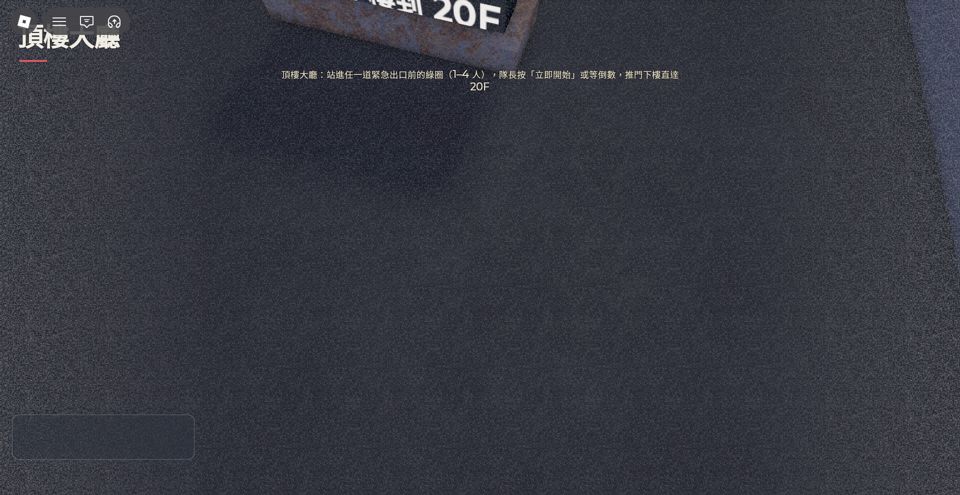 樓到 20F
頂樓大廳
頂樓大廳：站進任一道緊急出口前的綠圈（1–4 人），隊長按「立即開始」或等倒數，推門下樓直達
20F